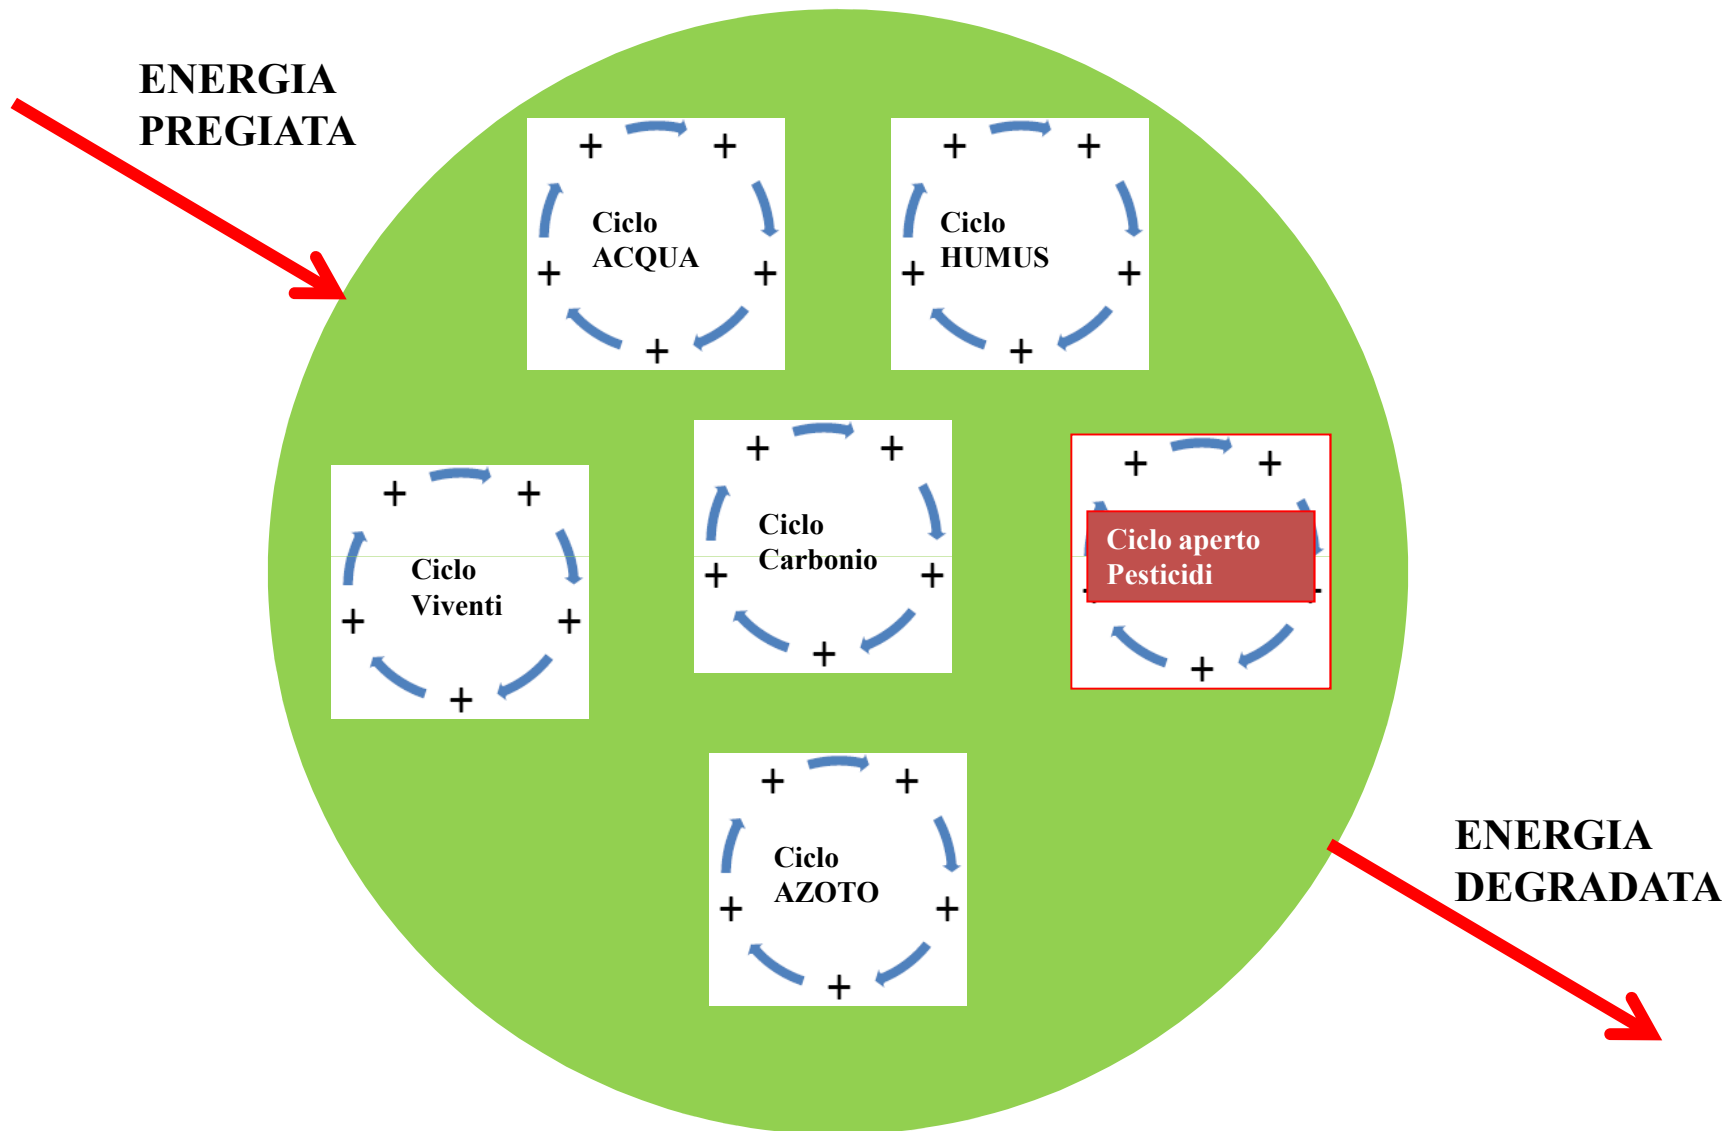 ENERGIA
PREGIATA
Ciclo
ACQUA
Ciclo
HUMUS
Ciclo
Viventi
Ciclo
Carbonio
Ciclo aperto
Pesticidi
Ciclo
AZOTO
ENERGIA
DEGRADATA